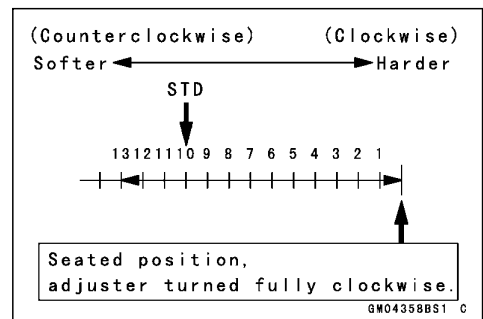 (Counterclockwise) (Clockwise)
Softer Harder
STD
13 12 11 10 9 8 7 6 5 4 3 2 1
Seated position,
adjuster turned fully clockwise.
GM04358BS1 C